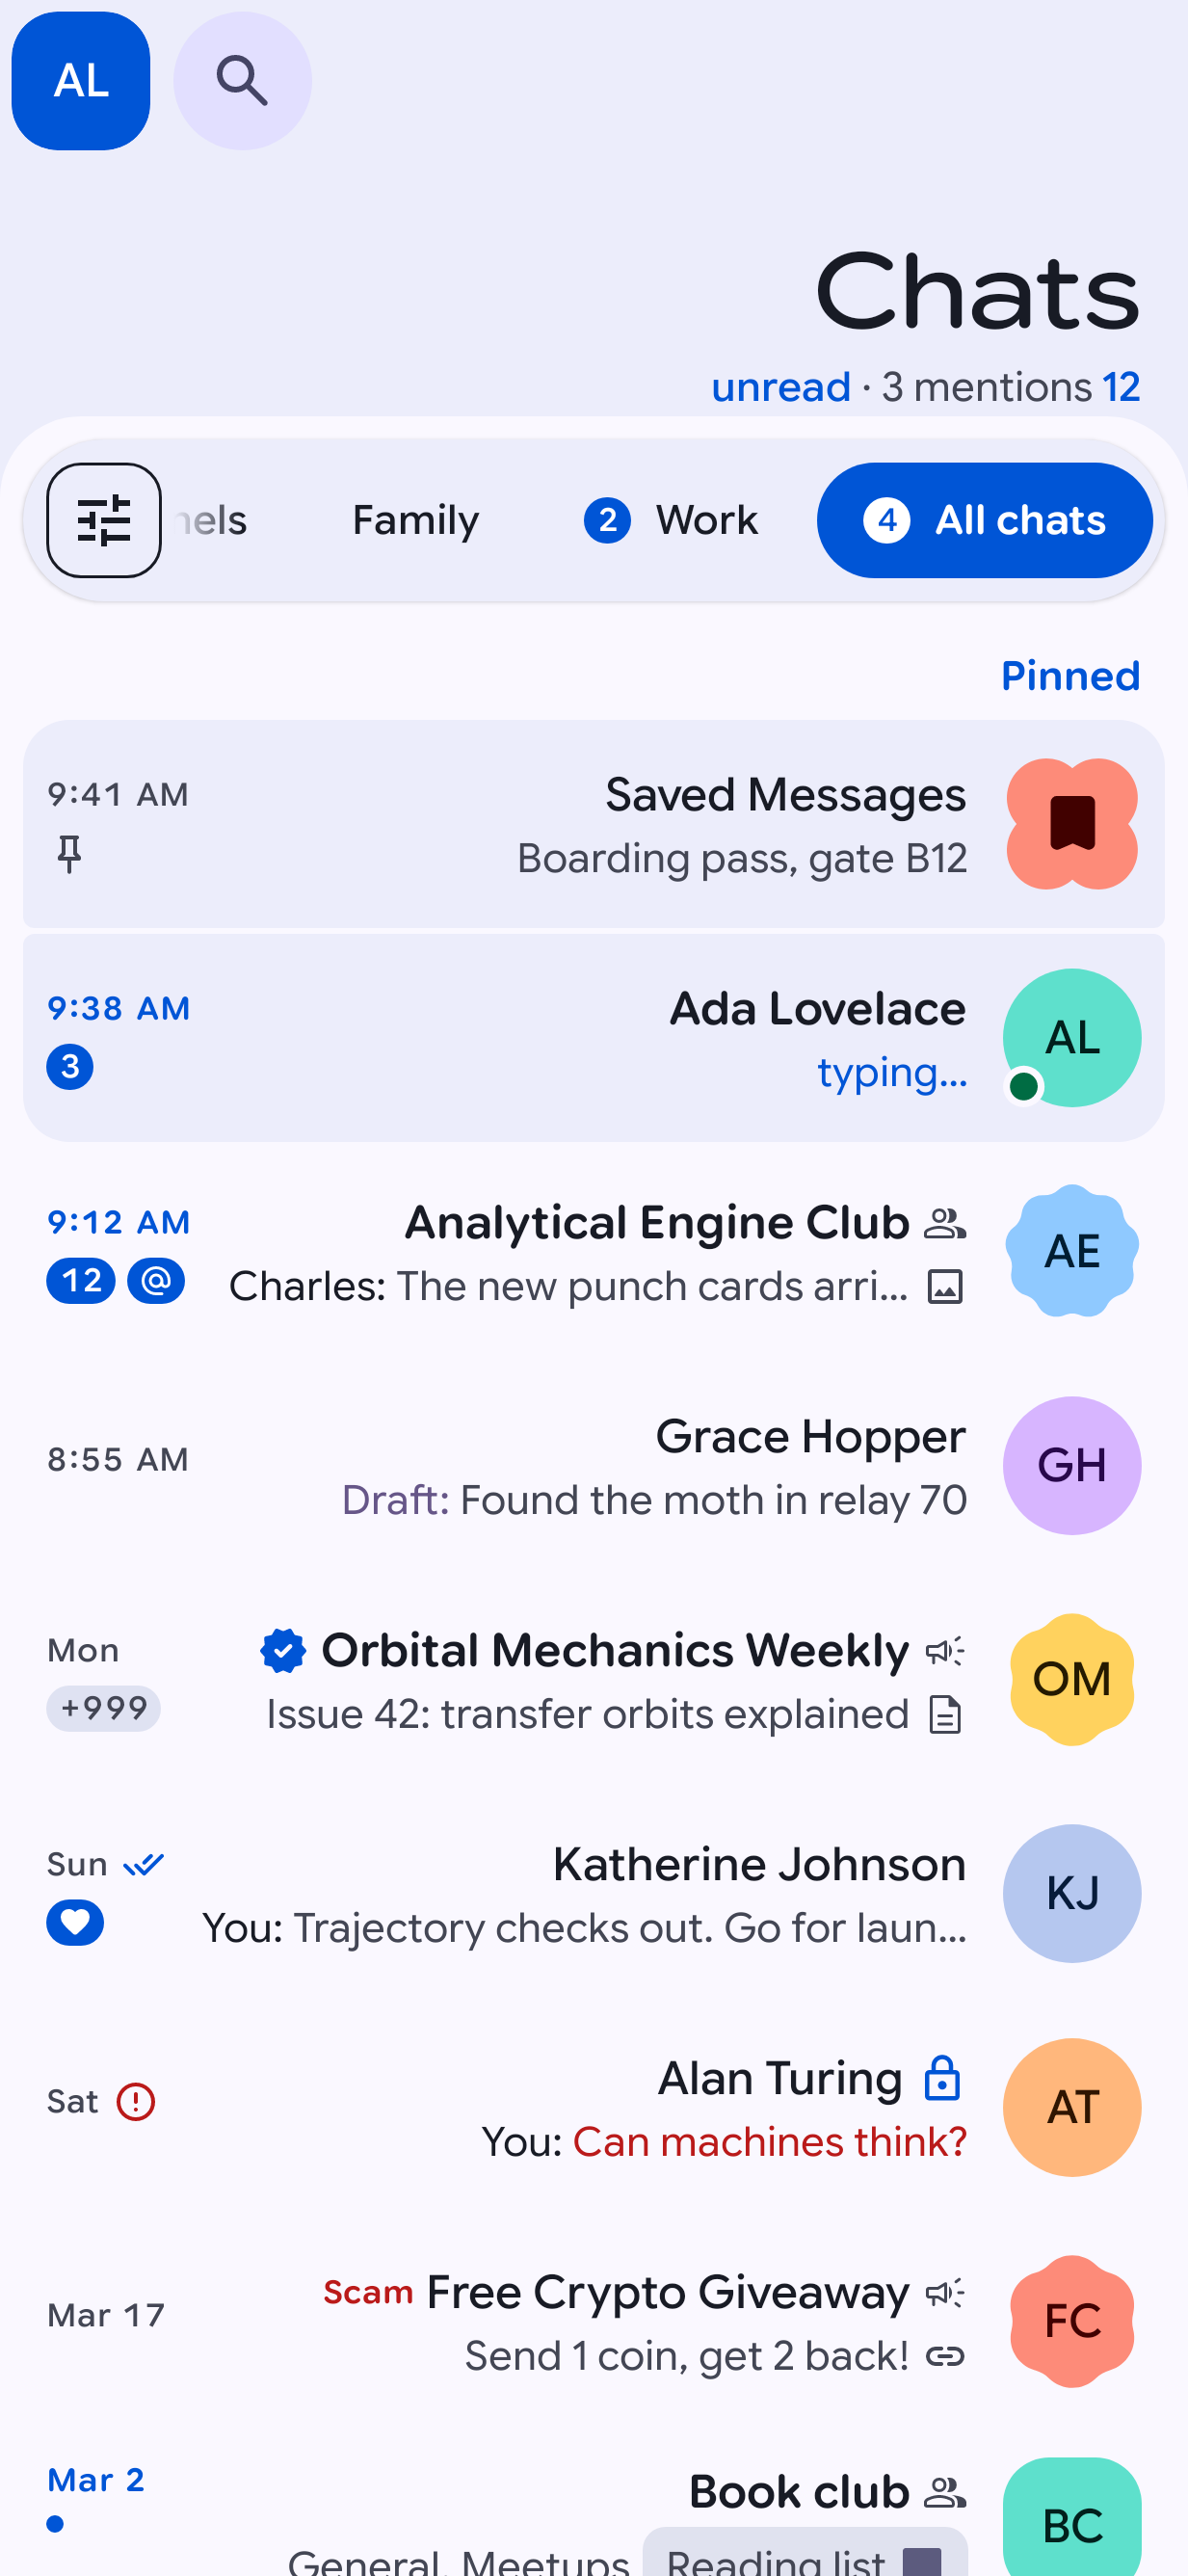 AL
Chats
unread · 3 mentions 12
nels Family 2 Work 4 All chats
Pinned
9:41 AM Saved Messages
Boarding pass, gate B12
9:38 AM Ada Lovelace AL
3 typing...
9:12 AM Analytical Engine Club AE
12 @ Charles: The new punch cards arri...
8:55 AM Grace Hopper GH
Draft: Found the moth in relay 70
Mon Orbital Mechanics Weekly OM
+999 Issue 42: transfer orbits explained
Sun Katherine Johnson KJ
You: Trajectory checks out. Go for laun...
Sat Alan Turing AT
You: Can machines think?
Mar 17 Scam Free Crypto Giveaway FC
Send 1 coin, get 2 back!
Mar 2 Book club BC
General, Meetups Reading list